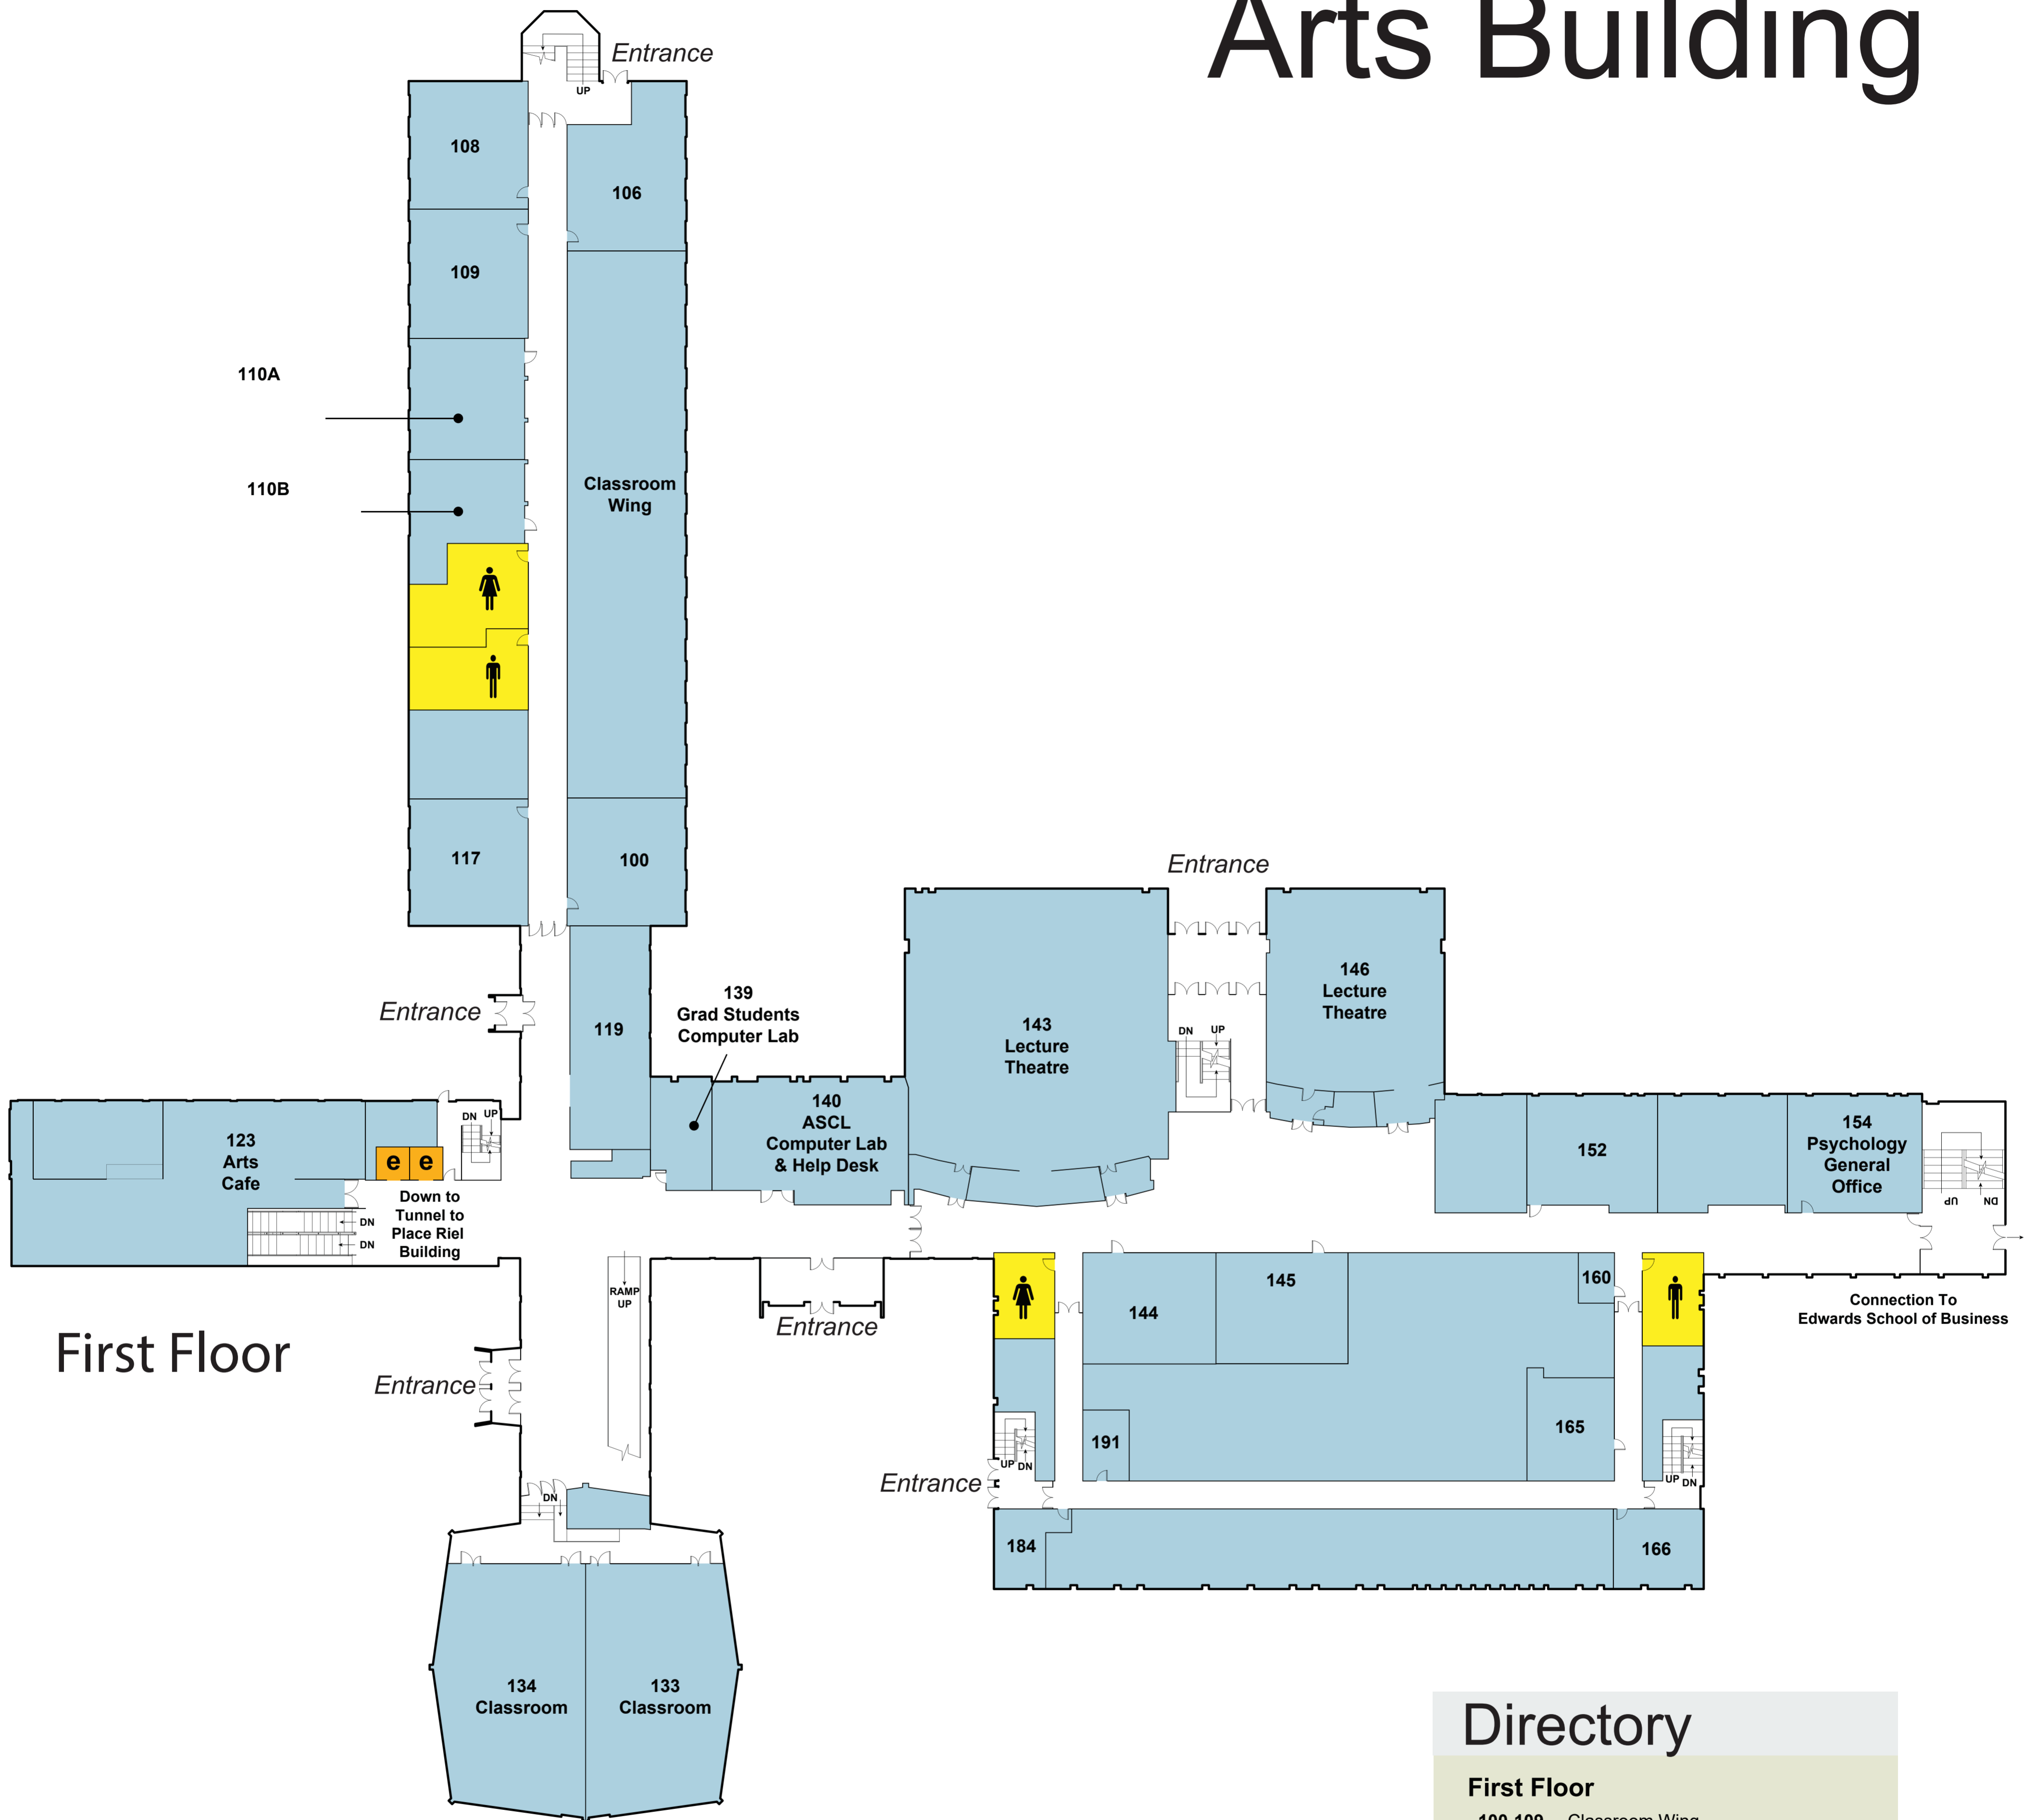 Arts Building
Entrance
UP
108
106
109
110A
110B
Classroom
Wing
117
100
Entrance
Entrance
119
139
Grad Students
Computer Lab
143
Lecture
Theatre
146
Lecture
Theatre
DN
UP
123
Arts
Cafe
e
e
DN
UP
140
ASCL
Computer Lab
& Help Desk
152
154
Psychology
General
Office
UP
DN
Down to
Tunnel to
Place Riel
Building
DN
DN
RAMP
UP
Entrance
144
145
160
Connection To
Edwards School of Business
First Floor
Entrance
191
165
UP
DN
UP
DN
Entrance
DN
184
166
134
Classroom
133
Classroom
Directory
First Floor
100-109 Classroom Wing